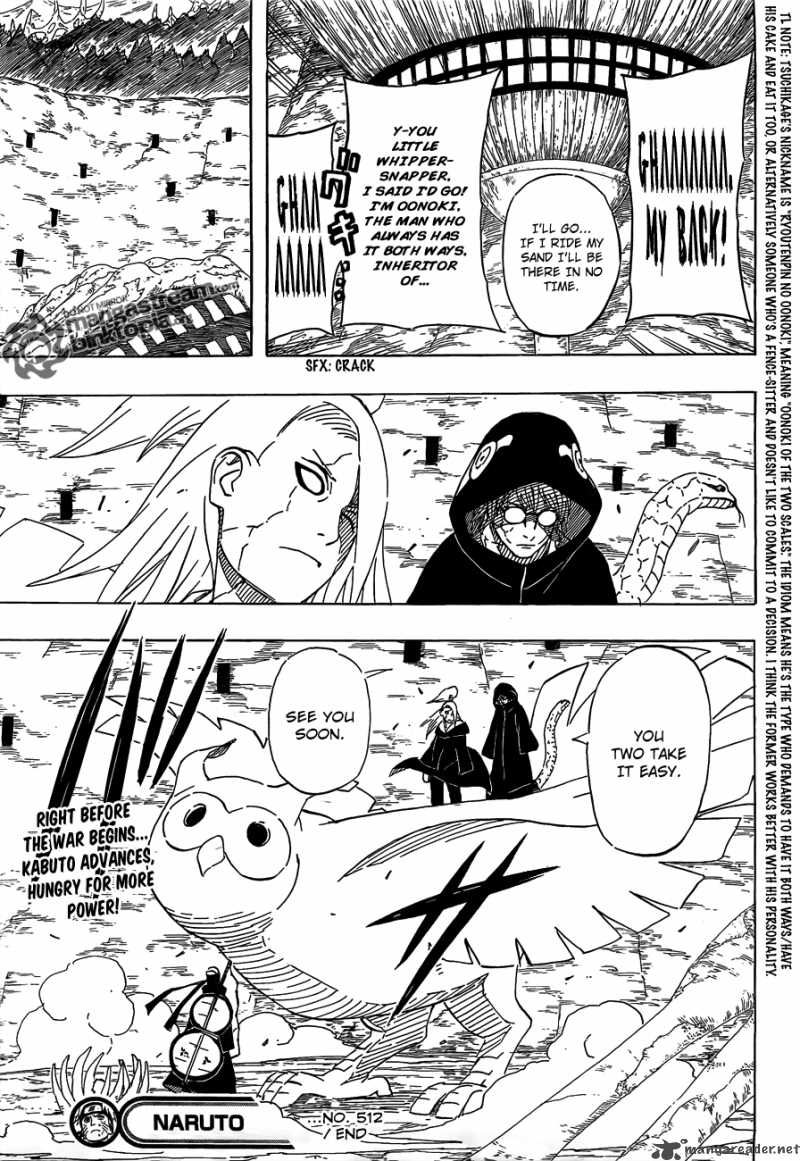 GHAAAAAAA,
MY BACK!
I'LL GO...
IF I RIDE MY
SAND I'LL BE
THERE IN NO
TIME.
Y-YOU
LITTLE
WHIPPER-
SNAPPER,
I SAID I'D GO!
I'M OONOKI,
THE MAN WHO
ALWAYS HAS
IT BOTH WAYS,
INHERITOR
OF...
GHAA
AAAAA
SFX: CRACK
DO NOT MIRROR
mangastream.com
binktopia
YOU
TWO TAKE
IT EASY.
SEE YOU
SOON.
RIGHT BEFORE
THE WAR BEGINS...
KABUTO ADVANCES,
HUNGRY FOR MORE
POWER!
NARUTO
...NO. 512
/ END
TL NOTE: TSUCHIKAGE'S NICKNAME IS "RYOUTENPIN NO OONOKI," MEANING "OONOKI OF THE TWO SCALES." THE IDIOM MEANS HE'S THE TYPE WHO DEMANDS TO HAVE IT BOTH WAYS/HAVE
HIS CAKE AND EAT IT TOO, OR ALTERNATIVELY SOMEONE WHO'S A FENCE-SITTER AND DOESN'T LIKE TO COMMIT TO A DECISION. I THINK THE FORMER WORKS BETTER WITH HIS PERSONALITY.
mangareader.net